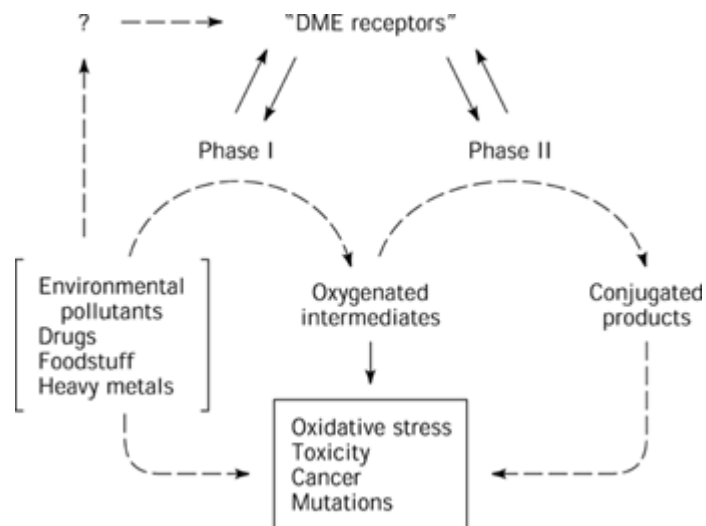 ?
"DME receptors"
Phase I
Phase II
Environmental
pollutants
Drugs
Foodstuff
Heavy metals
Oxygenated
intermediates
Conjugated
products
Oxidative stress
Toxicity
Cancer
Mutations